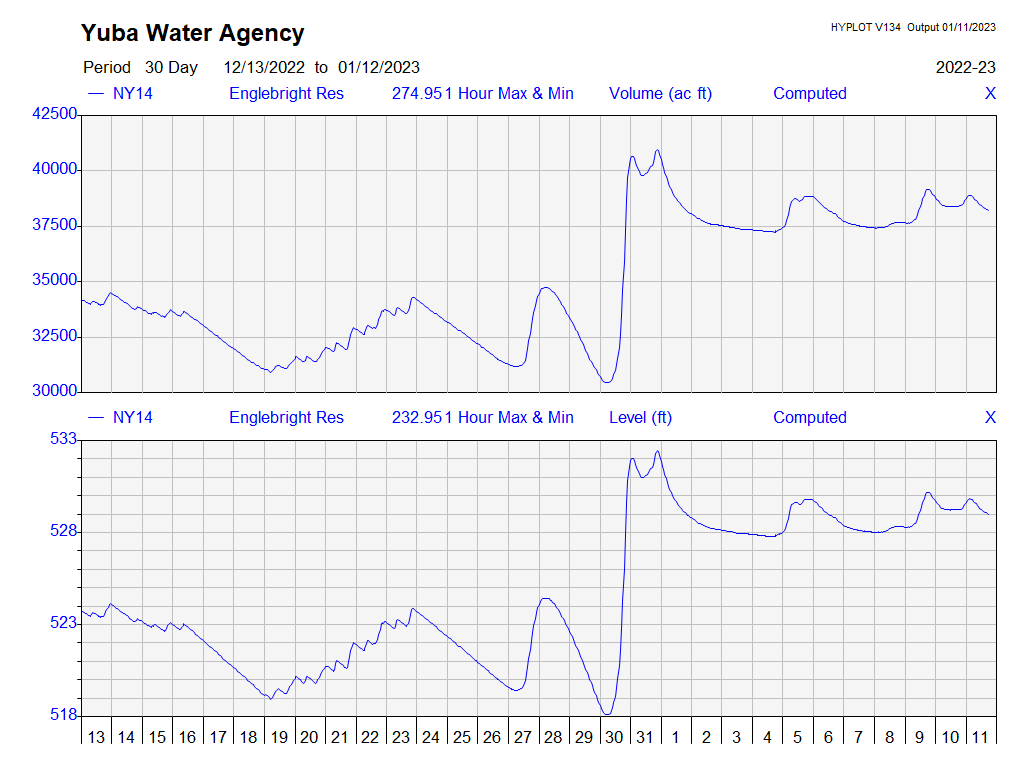 Yuba Water Agency
HYPLOT V134 Output 01/11/2023
Period 30 Day 12/13/2022 to 01/12/2023
2022-23
— NY14 Englebright Res 274.951 Hour Max & Min Volume (ac ft) Computed X
42500
40000
37500
35000
32500
30000
— NY14 Englebright Res 232.951 Hour Max & Min Level (ft) Computed X
533
528
523
518
13 14 15 16 17 18 19 20 21 22 23 24 25 26 27 28 29 30 31 1 2 3 4 5 6 7 8 9 10 11